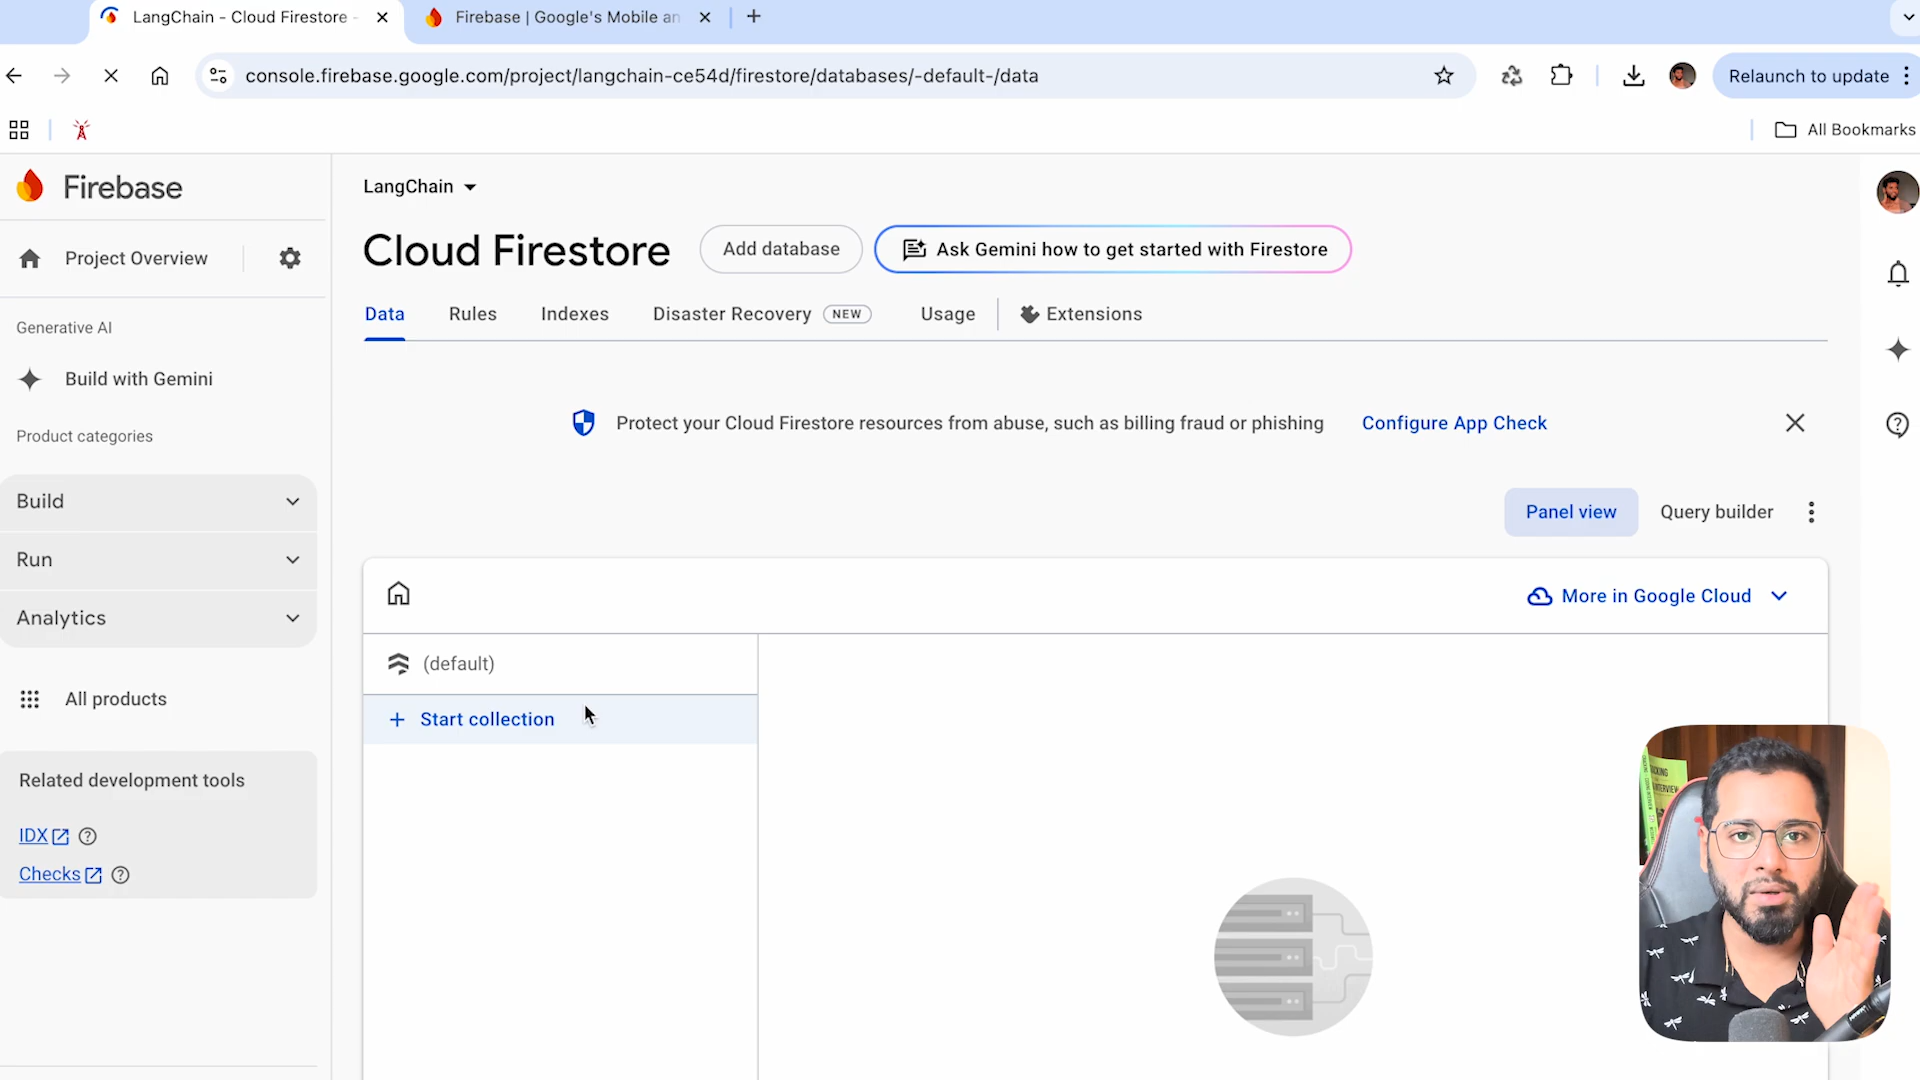 LangChain - Cloud Firestore -
Firebase | Google's Mobile an
console.firebase.google.com/project/langchain-ce54d/firestore/databases/-default-/data
Relaunch to update
All Bookmarks
Firebase
Project Overview
Generative AI
Build with Gemini
Product categories
Build
Run
Analytics
All products
Related development tools
IDX
Checks
LangChain
Cloud Firestore
Add database
Ask Gemini how to get started with Firestore
Data
Rules
Indexes
Disaster Recovery NEW
Usage
Extensions
Protect your Cloud Firestore resources from abuse, such as billing fraud or phishing
Configure App Check
Panel view
Query builder
More in Google Cloud
(default)
+ Start collection
INTERVIEW